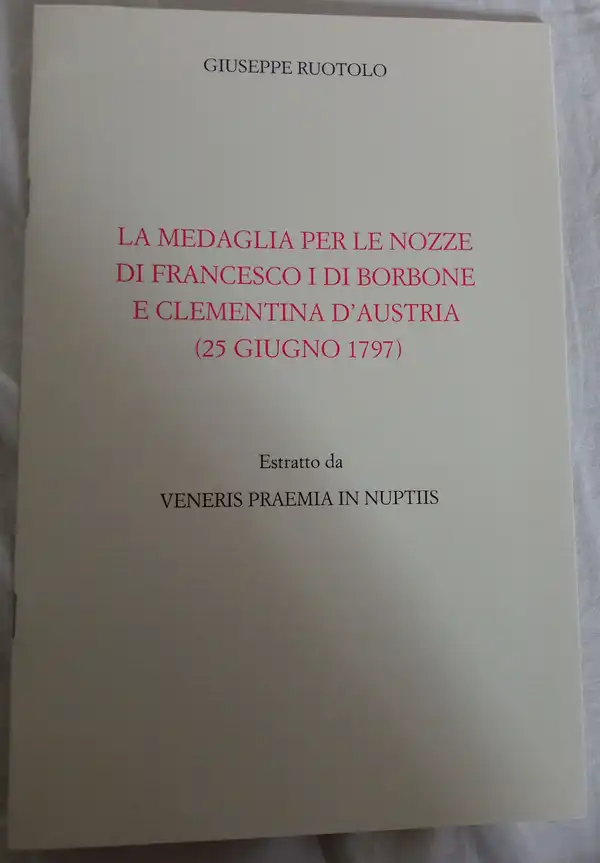 GIUSEPPE RUOTOLO
LA MEDAGLIA PER LE NOZZE
DI FRANCESCO I DI BORBONE
E CLEMENTINA D'AUSTRIA
(25 GIUGNO 1797)
Estratto da
VENERIS PRAEMIA IN NUPTIIS